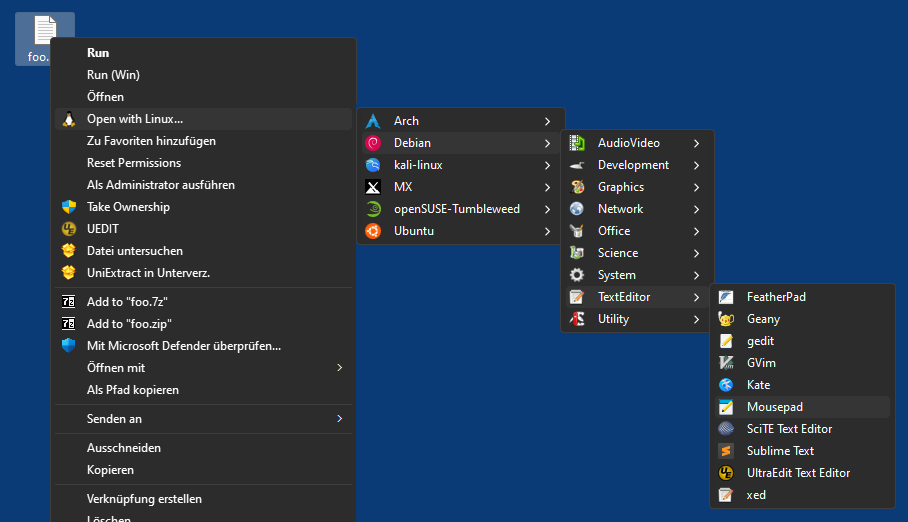 foo.
Run
Run (Win)
Öffnen
Open with Linux...
Zu Favoriten hinzufügen
Reset Permissions
Als Administrator ausführen
Take Ownership
UEDIT
Datei untersuchen
UniExtract in Unterverz.
Add to "foo.7z"
Add to "foo.zip"
Mit Microsoft Defender überprüfen...
Öffnen mit
Als Pfad kopieren
Senden an
Ausschneiden
Kopieren
Verknüpfung erstellen
Löschen
Arch
Debian
kali-linux
MX
openSUSE-Tumbleweed
Ubuntu
AudioVideo
Development
Graphics
Network
Office
Science
System
TextEditor
Utility
FeatherPad
Geany
gedit
GVim
Kate
Mousepad
SciTE Text Editor
Sublime Text
UltraEdit Text Editor
xed